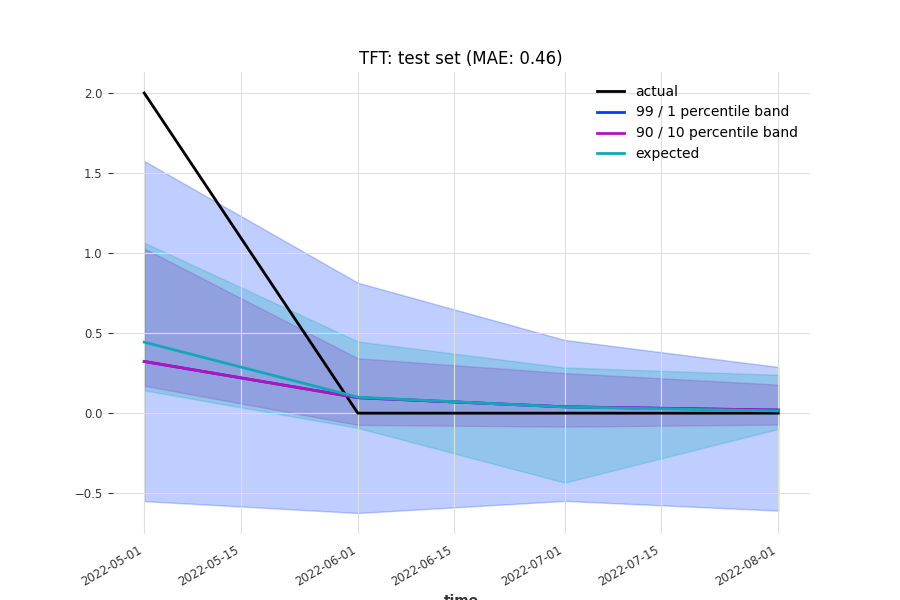 TFT: test set (MAE: 0.46)
actual
99 / 1 percentile band
90 / 10 percentile band
expected
2.0
1.5
1.0
0.5
0.0
−0.5
2022-05-01
2022-05-15
2022-06-01
2022-06-15
2022-07-01
2022-07-15
2022-08-01
time